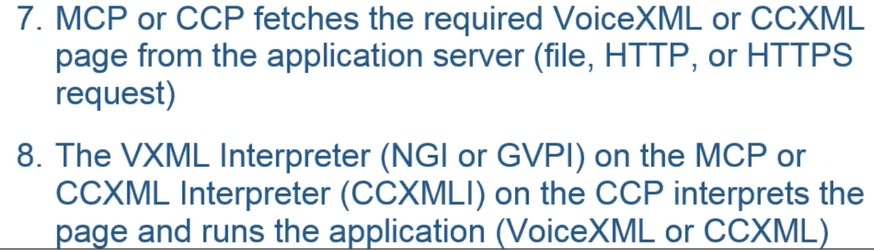 7. MCP or CCP fetches the required VoiceXML or CCXML
page from the application server (file, HTTP, or HTTPS
request)
8. The VXML Interpreter (NGI or GVPI) on the MCP or
CCXML Interpreter (CCXMLI) on the CCP interprets the
page and runs the application (VoiceXML or CCXML)